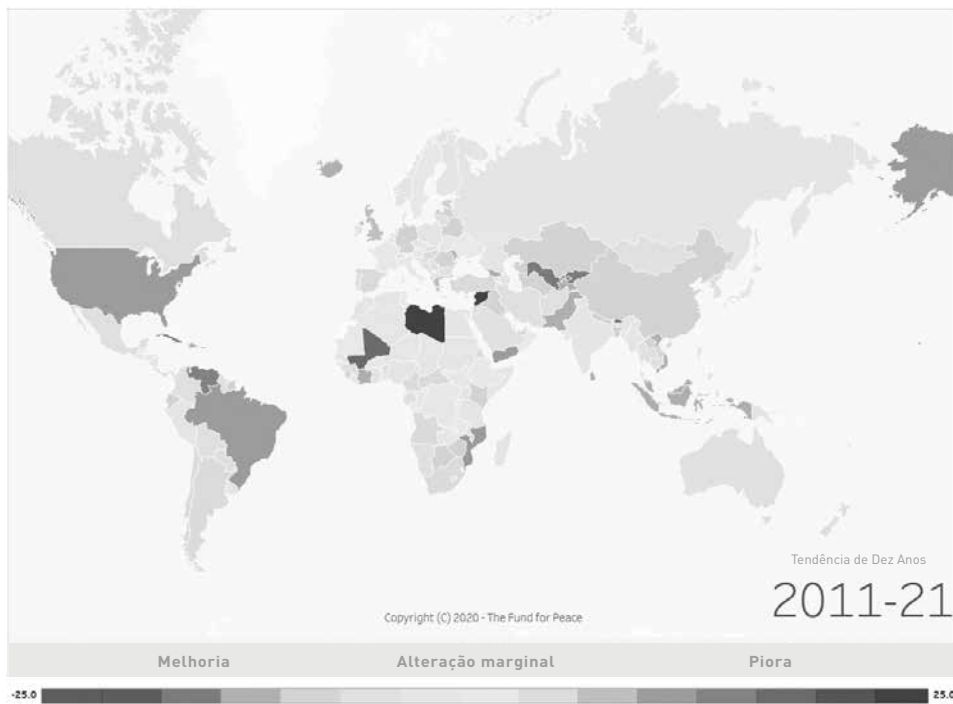 Tendência de Dez Anos
2011-21
Copyright (C) 2020 - The Fund for Peace
Melhoria Alteração marginal Piora
-25.0 25.0